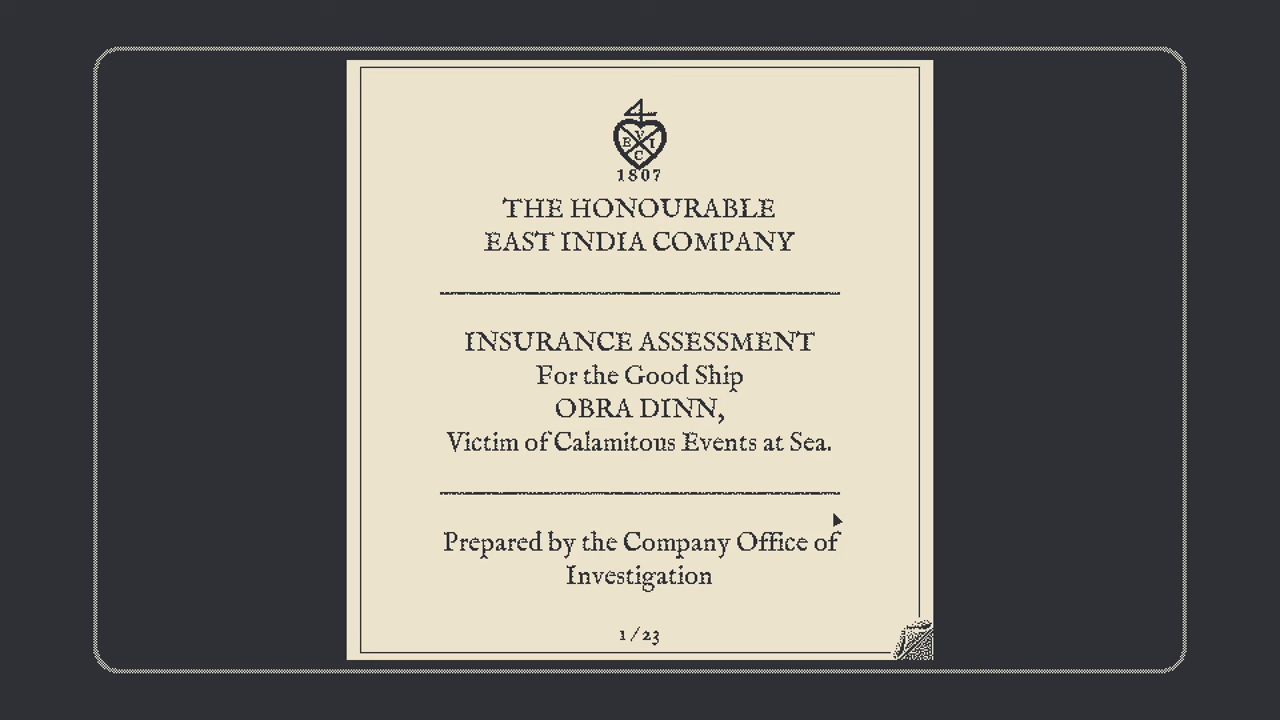 4
V
E I
C
1807
THE HONOURABLE
EAST INDIA COMPANY
INSURANCE ASSESSMENT
For the Good Ship
OBRA DINN,
Victim of Calamitous Events at Sea.
Prepared by the Company Office of
Investigation
1/23